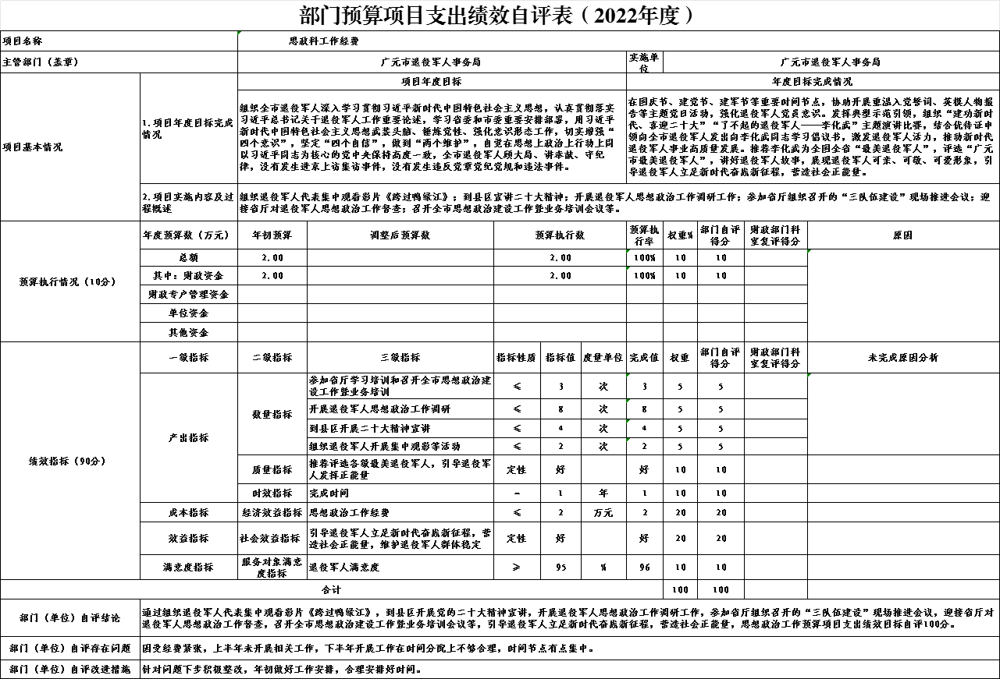 部门预算项目支出绩效自评表（2022年度）
项目名称
思政科工作经费
主管部门（盖章）
广元市退役军人事务局
实施单
位
广元市退役军人事务局
项目基本情况
1.项目年度目标完成
情况
项目年度目标
年度目标完成情况
组织全市退役军人深入学习贯彻习近平新时代中国特色社会主义思想，认真贯彻落实
习近平总书记关于退役军人工作重要论述，学习省委和市委重要安排部署，用习近平
新时代中国特色社会主义思想武装头脑、锤炼党性、强化意识形态工作，切实增强“
四个意识”，坚定“四个自信”，做到“两个维护”，自觉在思想上政治上行动上同
以习近平同志为核心的党中央保持高度一致，全市退役军人顾大局、讲奉献、守纪
律，没有发生进京上访集访事件，没有发生违反党章党纪党规和违法事件。
在国庆节、建党节、建军节等重要时间节点，协助开展重温入党誓词、英模人物报
告等主题党日活动，强化退役军人党员意识。发挥典型示范引领，组织“建功新时
代、喜迎二十大”“了不起的退役军人——李化武”主题演讲比赛，结合优待证申
领向全市退役军人发出向李化武同志学习倡议书，激发退役军人活力，推动新时代
退役军人事业高质量发展。推荐李化武为全国全省“最美退役军人”，评选“广元
市最美退役军人”，讲好退役军人故事，展现退役军人可亲、可敬、可爱形象，引
导退役军人立足新时代奋进新征程，营造社会正能量。
2.项目实施内容及过
程概述
组织退役军人代表集中观看影片《跨过鸭绿江》；到县区宣讲二十大精神；开展退役军人思想政治工作调研工作；参加省厅组织召开的“三队伍建设”现场推进会议；迎
接省厅对退役军人思想政治工作督查；召开全市思想政治建设工作暨业务培训会议等。
预算执行情况（10分）
年度预算数（万元）
年初预算
调整后预算数
预算执行数
预算执
行率
权重%
部门自评
得分
财政部门科
室复评得分
原因
总额
2.00
2.00
100%
10
10
其中：财政资金
2.00
2.00
100%
10
10
财政专户管理资金
单位资金
其他资金
绩效指标（90分）
一级指标
二级指标
三级指标
指标性质
指标值
度量单位
完成值
权重
部门自评
得分
财政部门科
室复评得分
未完成原因分析
产出指标
数量指标
参加省厅学习培训和召开全市思想政治建
设工作暨业务培训
≤
3
次
3
5
5
开展退役军人思想政治工作调研
≤
8
次
8
5
5
到县区开展二十大精神宣讲
≤
4
次
4
5
5
组织退役军人开展集中观影等活动
≤
2
次
2
5
5
质量指标
推荐评选各级最美退役军人，引导退役军
人发挥正能量
定性
好
好
10
10
时效指标
完成时间
－
1
年
1
10
10
成本指标
经济效益指标
思想政治工作经费
≤
2
万元
2
20
20
效益指标
社会效益指标
引导退役军人立足新时代奋进新征程，营
造社会正能量，维护退役军人群体稳定
定性
好
好
20
20
满意度指标
服务对象满意
度指标
退役军人满意度
≥
95
%
96
10
10
合计
100
100
部门（单位）自评结论
通过组织退役军人代表集中观看影片《跨过鸭绿江》，到县区开展党的二十大精神宣讲，开展退役军人思想政治工作调研工作，参加省厅组织召开的“三队伍建设”现场推进会议，迎接省厅对
退役军人思想政治工作督查，召开全市思想政治建设工作暨业务培训会议等，引导退役军人立足新时代奋进新征程，营造社会正能量，思想政治工作预算项目支出绩效目标自评100分。
部门（单位）自评存在问题
因受经费紧张，上半年未开展相关工作，下半年开展工作在时间分配上不够合理，时间节点有点集中。
部门（单位）自评改进措施
针对问题下步积极整改，年初做好工作安排，合理安排好时间。